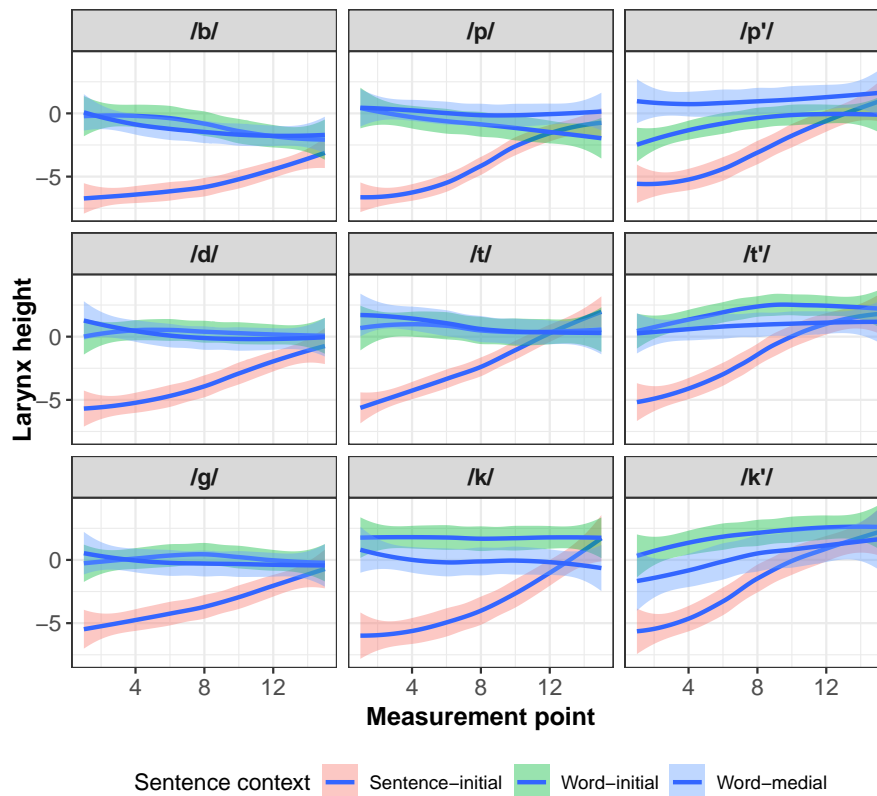 /b/ /p/ /p'/
0
−5
/d/ /t/ /t'/
0
−5
/g/ /k/ /k'/
0
−5
4 8 12 4 8 12 4 8 12
Larynx height
Measurement point
Sentence context Sentence−initial Word−initial Word−medial